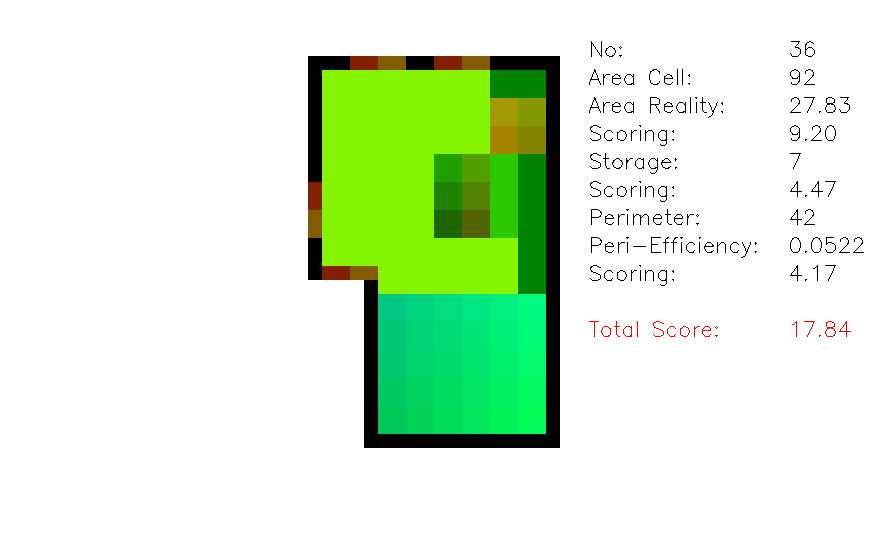 No: 36
Area Cell: 92
Area Reality: 27.83
Scoring: 9.20
Storage: 7
Scoring: 4.47
Perimeter: 42
Peri-Efficiency: 0.0522
Scoring: 4.17
Total Score: 17.84